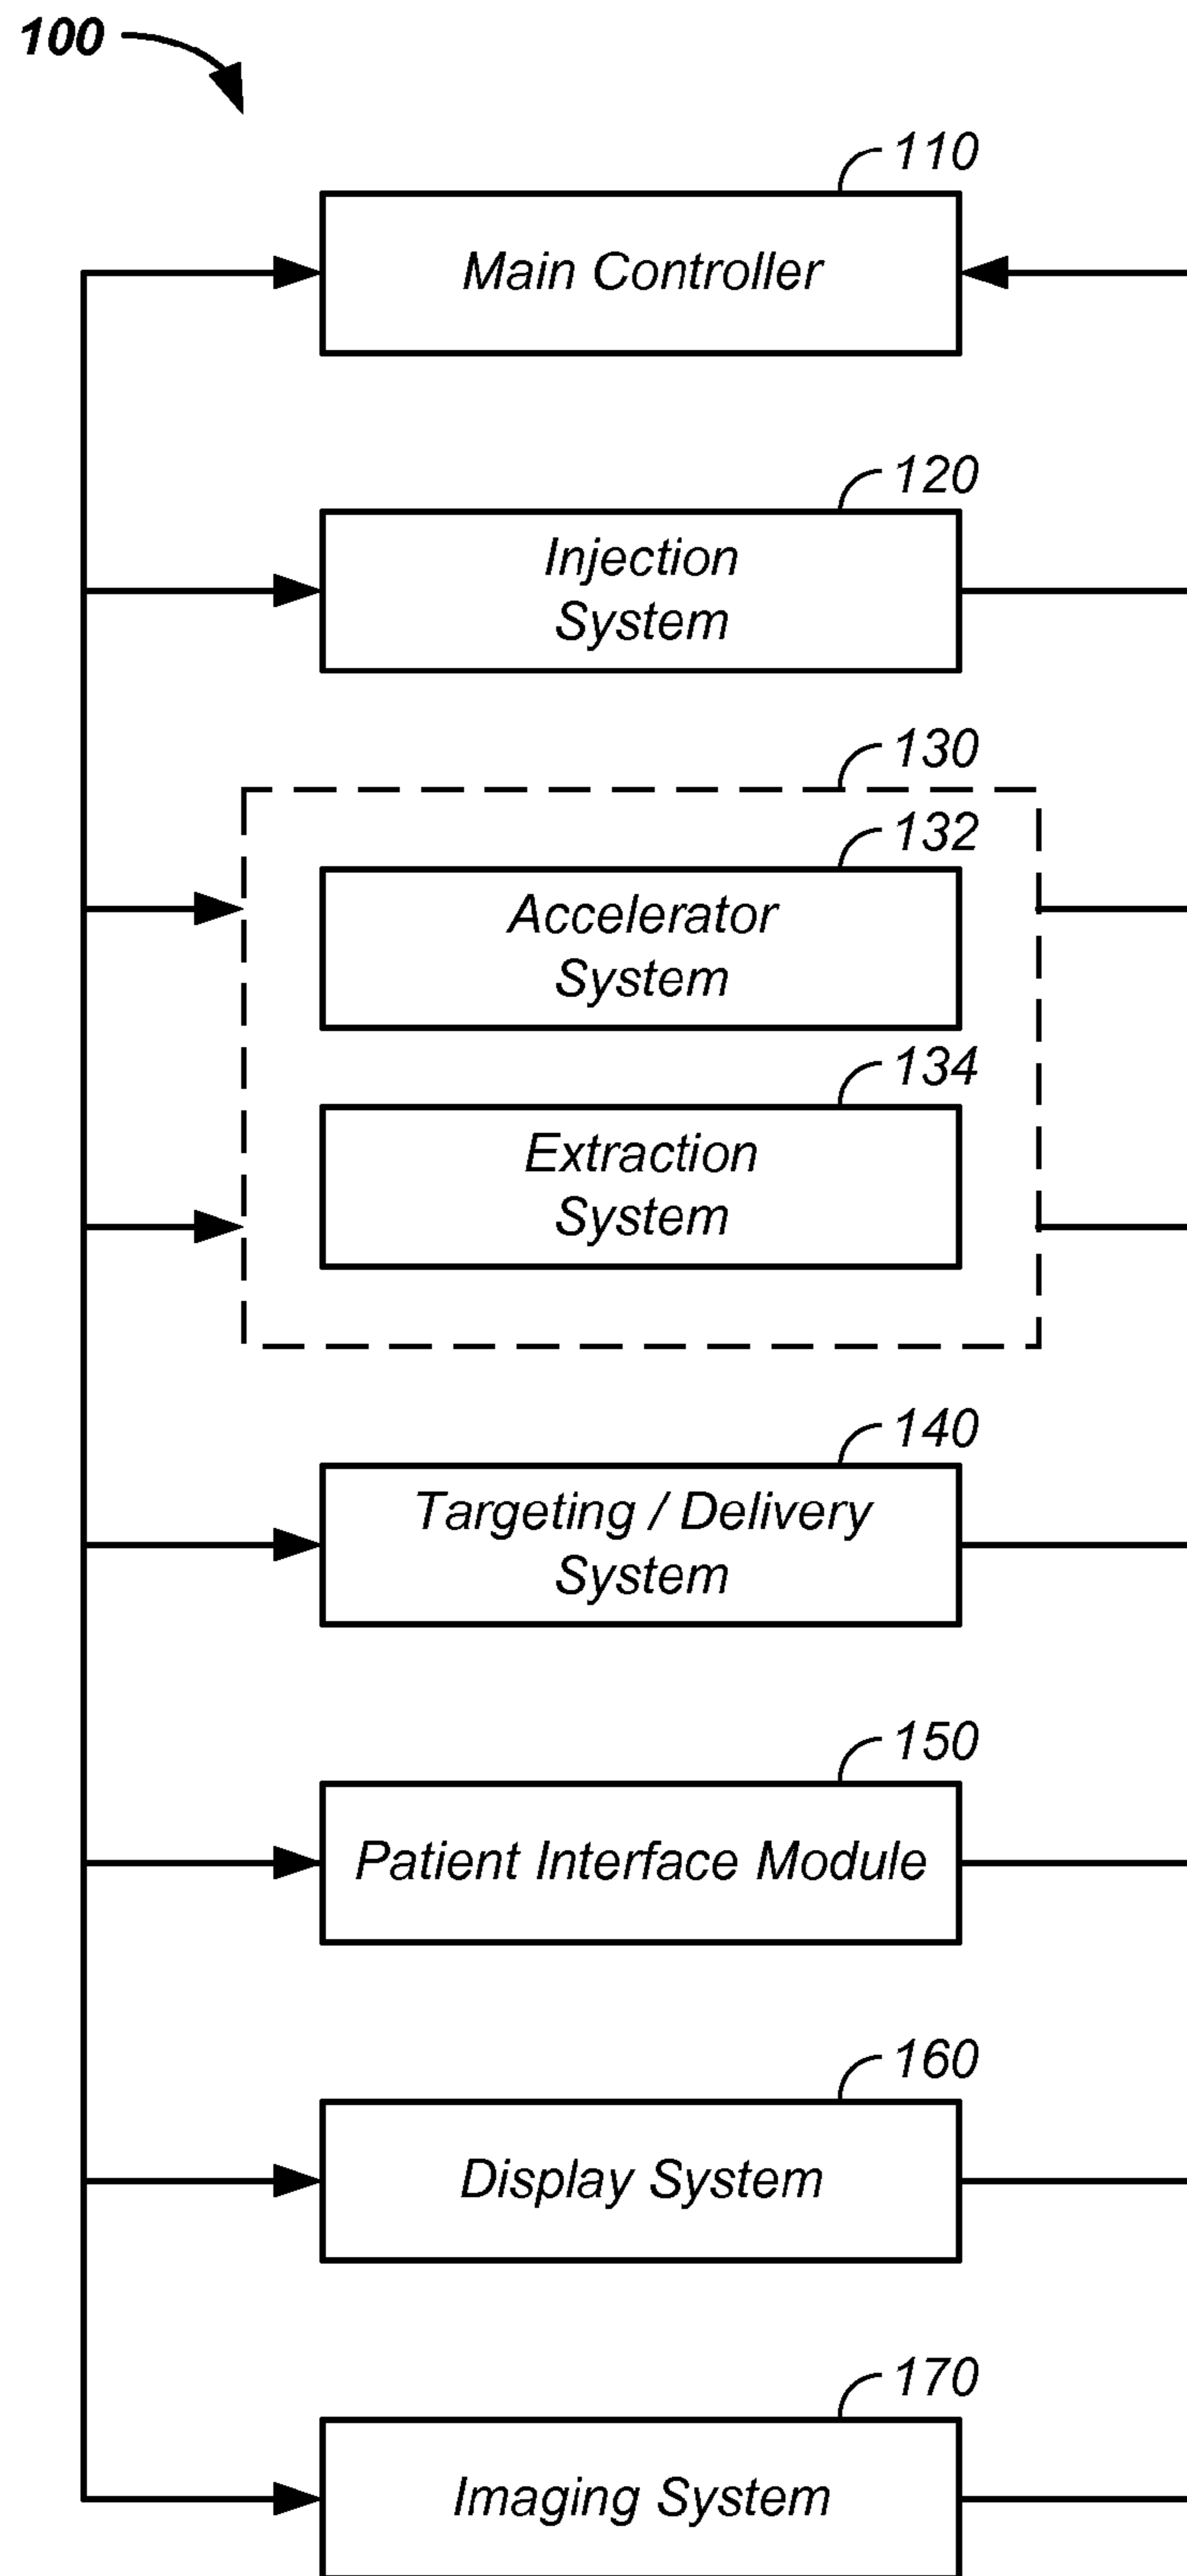 100
110
Main Controller
120
Injection
System
130
132
Accelerator
System
134
Extraction
System
140
Targeting / Delivery
System
150
Patient Interface Module
160
Display System
170
Imaging System